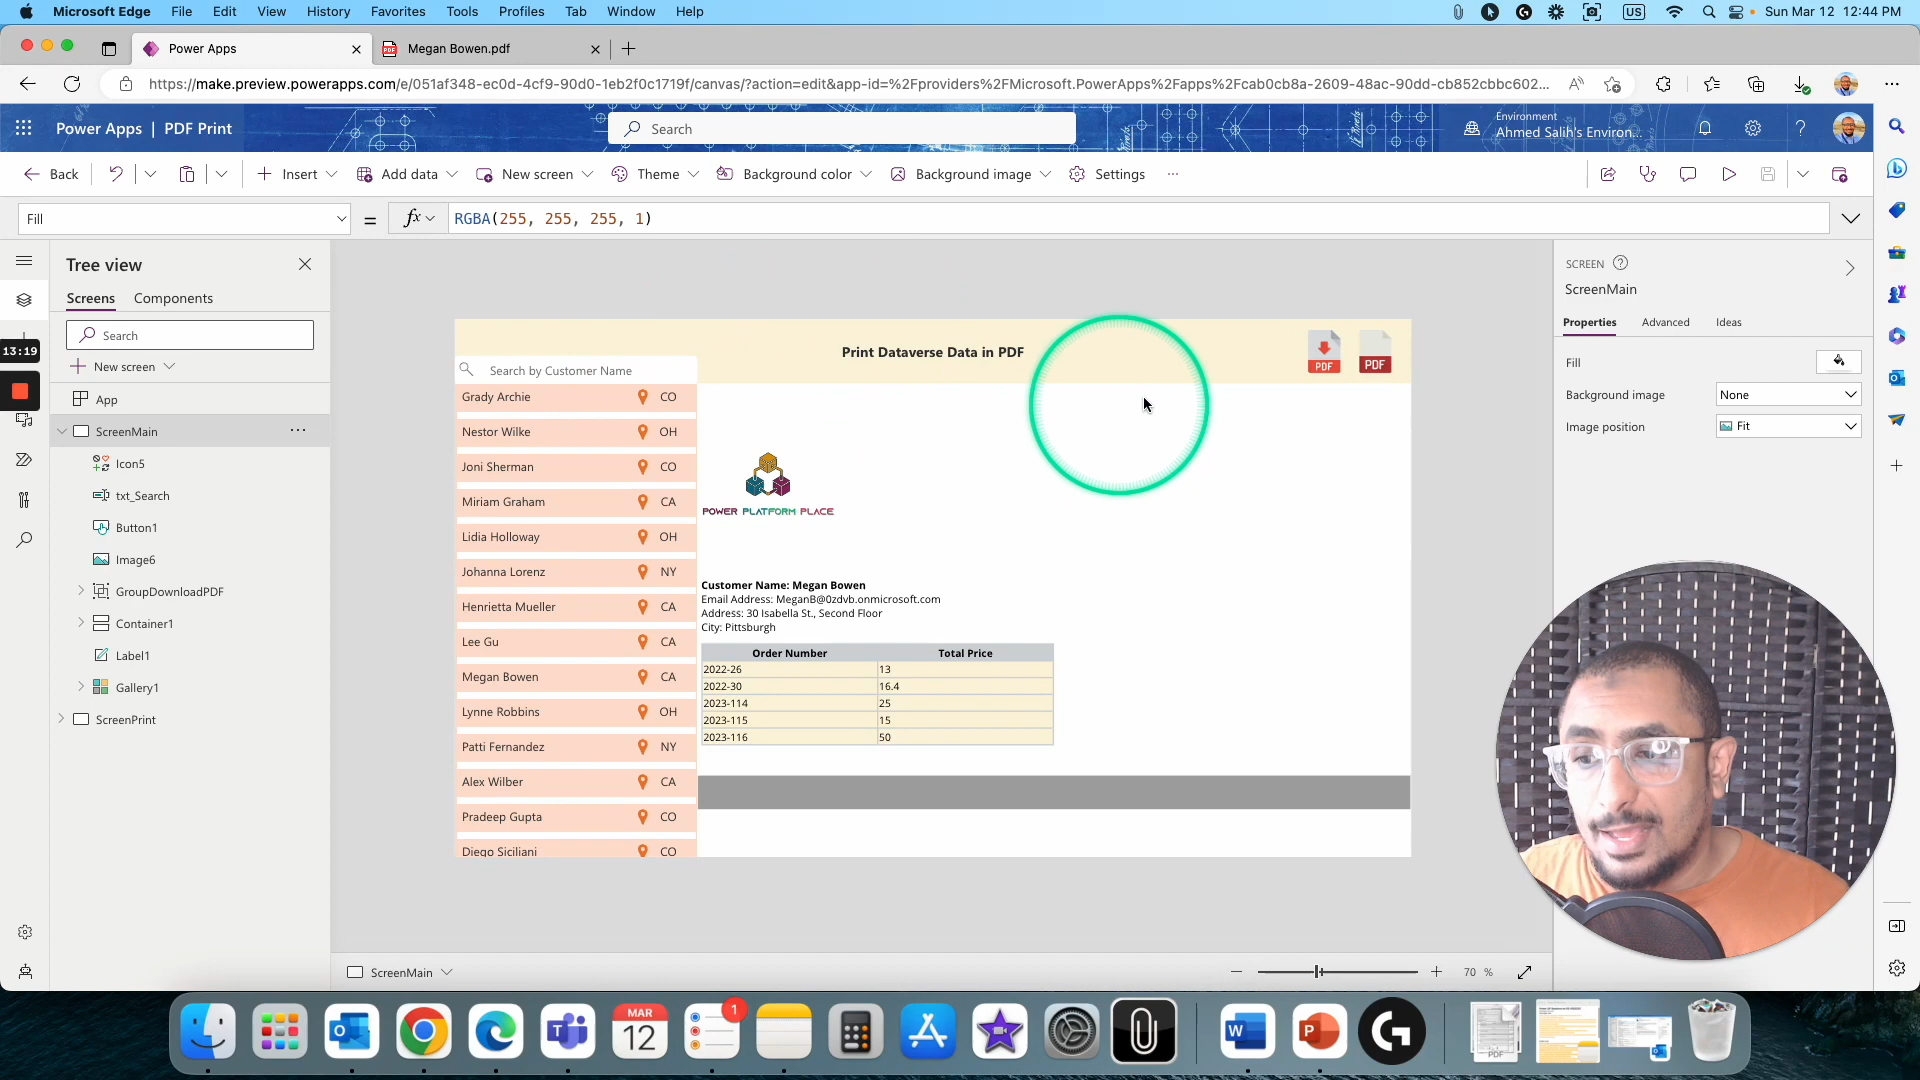 Microsoft Edge File Edit View History Favorites Tools Profiles Tab Window Help US Sun Mar 12 12:44 PM
Power Apps
Megan Bowen.pdf
https://make.preview.powerapps.com/e/051af348-ec0d-4cf9-90d0-1eb2f0c1719f/canvas/?action=edit&app-id=%2Fproviders%2FMicrosoft.PowerApps%2Fapps%2Fcab0cb8a-2609-48ac-90dd-cb852cbbc602...
Power Apps | PDF Print
Search
Environment
Ahmed Salih's Environ...
Back Insert Add data New screen Theme Background color Background image Settings ...
Fill = fx RGBA(255, 255, 255, 1)
Tree view
Screens Components
Search
13:19
New screen
App
ScreenMain
Icon5
txt_Search
Button1
Image6
GroupDownloadPDF
Container1
Label1
Gallery1
ScreenPrint
Print Dataverse Data in PDF
PDF PDF
Search by Customer Name
Grady Archie CO
Nestor Wilke OH
Joni Sherman CO
Miriam Graham CA
Lidia Holloway OH
Johanna Lorenz NY
Henrietta Mueller CA
Lee Gu CA
Megan Bowen CA
Lynne Robbins OH
Patti Fernandez NY
Alex Wilber CA
Pradeep Gupta CO
Diego Siciliani CO
POWER PLATFORM PLACE
Customer Name: Megan Bowen
Email Address: MeganB@0zdvb.onmicrosoft.com
Address: 30 Isabella St., Second Floor
City: Pittsburgh
Order Number Total Price
2022-26 13
2022-30 16.4
2023-114 25
2023-115 15
2023-116 50
SCREEN
ScreenMain
Properties Advanced Ideas
Fill
Background image None
Image position Fit
ScreenMain
70 %
MAR
12
1
W
P
G
PDF